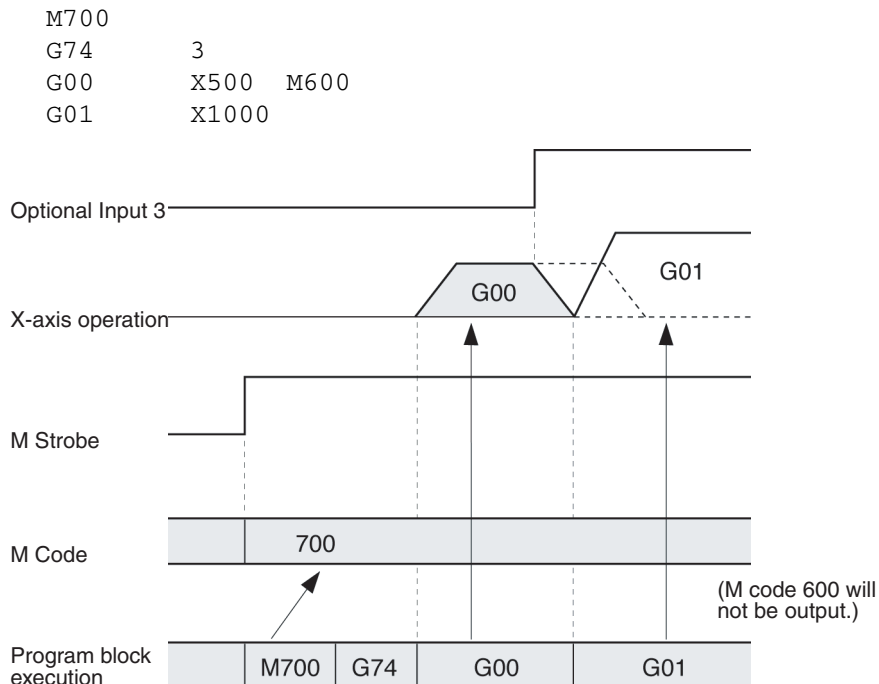 M700
G74 3
G00 X500 M600
G01 X1000
Optional Input 3
G00
G01
X-axis operation
M Strobe
M Code
700
(M code 600 will
not be output.)
Program block
execution
M700 G74 G00 G01